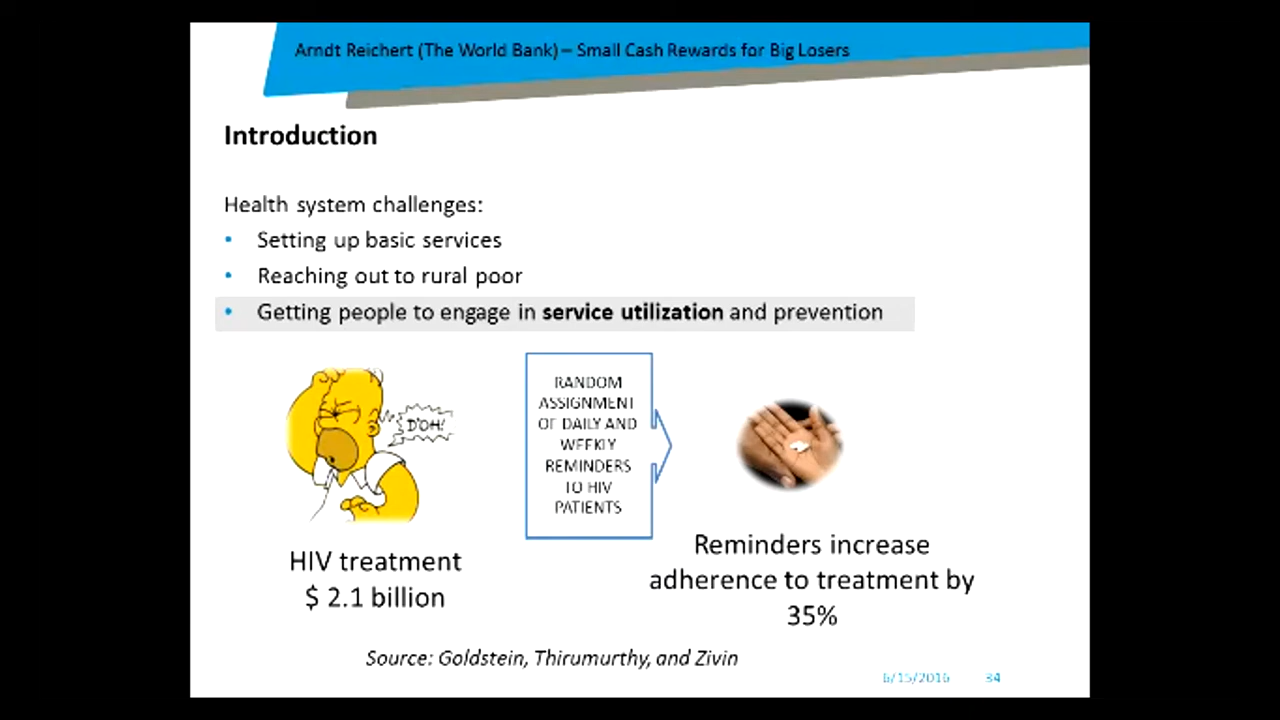 Arndt Reichert (The World Bank) – Small Cash Rewards for Big Losers
Introduction
Health system challenges:
• Setting up basic services
• Reaching out to rural poor
• Getting people to engage in service utilization and prevention
D'OH!
RANDOM
ASSIGNMENT
OF DAILY AND
WEEKLY
REMINDERS
TO HIV
PATIENTS
HIV treatment
$ 2.1 billion
Reminders increase
adherence to treatment by
35%
Source: Goldstein, Thirumurthy, and Zivin
6/15/2016 34